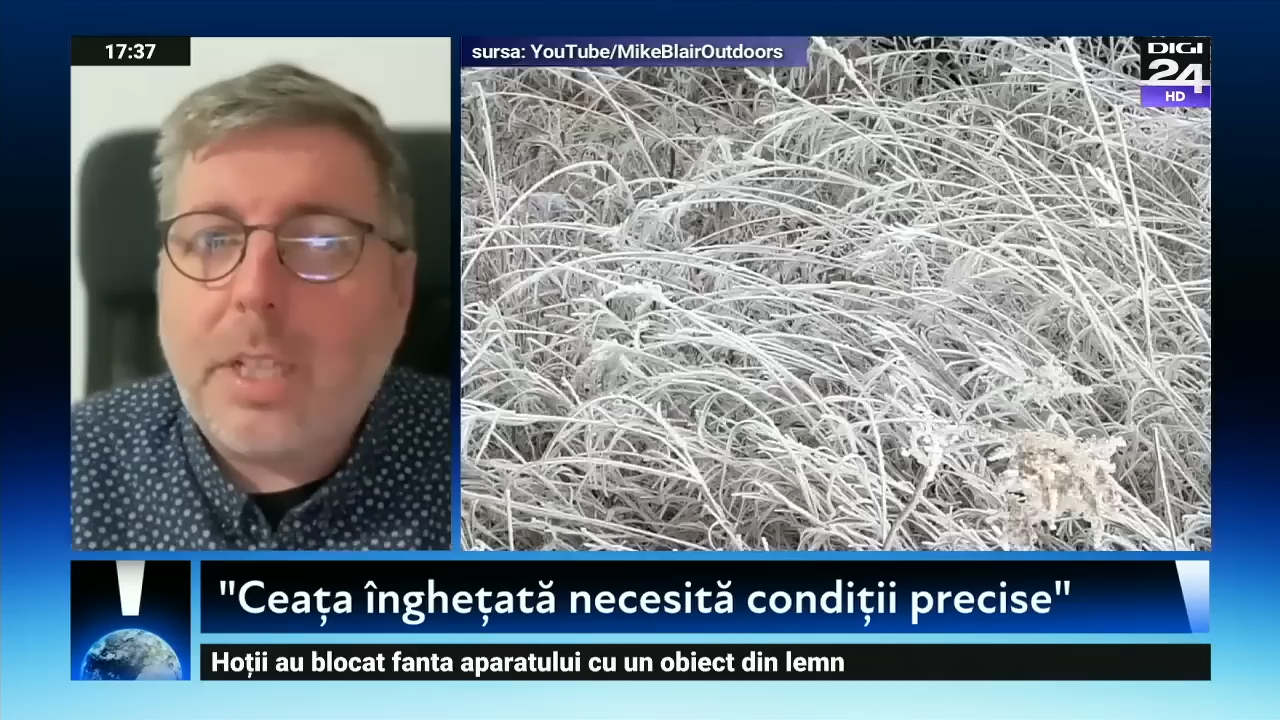 17:37
sursa: YouTube/MikeBlairOutdoors
DIGI
24
HD
"Ceața înghețată necesită condiții precise"
Hoții au blocat fanta aparatului cu un obiect din lemn